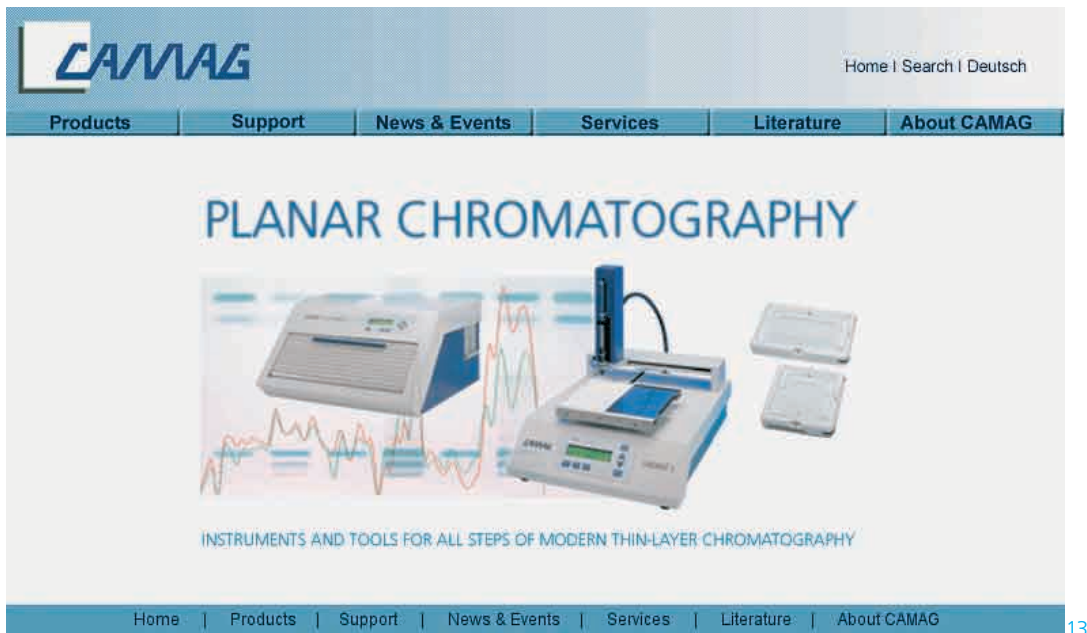 CAMAG
Home | Search | Deutsch
Products Support News & Events Services Literature About CAMAG
PLANAR CHROMATOGRAPHY
CAMAG
INSTRUMENTS AND TOOLS FOR ALL STEPS OF MODERN THIN-LAYER CHROMATOGRAPHY
Home | Products | Support | News & Events | Services | Literature | About CAMAG
13